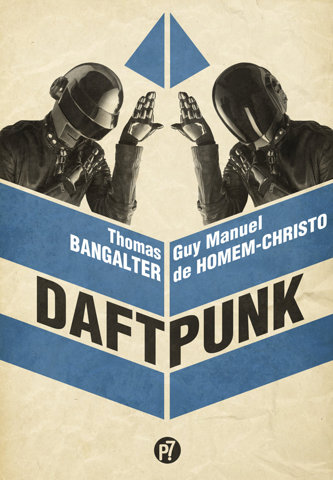 Thomas
BANGALTER
Guy Manuel
de HOMEM-CHRISTO
DAFTPUNK
P7